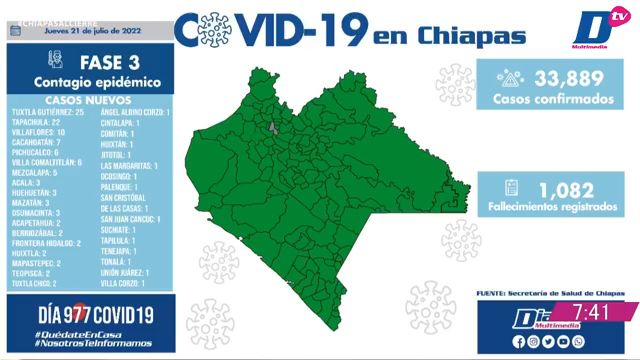 #CHIAPASALCIERRE
Jueves 21 de julio de 2022
COVID-19 en Chiapas
D tv
Multimedia
FASE 3
Contagio epidémico
CASOS NUEVOS
TUXTLA GUTIÉRREZ: 25
TAPACHULA: 22
VILLAFLORES: 10
CACAHOATÁN: 7
PICHUCALCO: 6
VILLA COMALTITLÁN: 6
MEZCALAPA: 5
ACALA: 3
HUEHUETÁN: 3
MAZATÁN: 3
OSUMACINTA: 3
ACAPETAHUA: 2
BERRIOZÁBAL: 2
FRONTERA HIDALGO: 2
HUIXTLA: 2
MAPASTEPEC: 2
TEOPISCA: 2
TUXTLA CHICO: 2
ÁNGEL ALBINO CORZO: 1
CINTALAPA: 1
COMITÁN: 1
HUIXTÁN: 1
JITOTOL: 1
LAS MARGARITAS: 1
OCOSINGO: 1
PALENQUE: 1
SAN CRISTÓBAL
DE LAS CASAS: 1
SAN JUAN CANCUC: 1
SUCHIATE: 1
TAPILULA: 1
TENEJAPA: 1
TONALÁ: 1
UNIÓN JUÁREZ: 1
VILLA CORZO: 1
33,889
Casos confirmados
1,082
Fallecimientos registrados
DÍA 977 COVID19
#QuédateEnCasa
#NosotrosTeInformamos
FUENTE: Secretaría de Salud de Chiapas
Multimedia
7:41